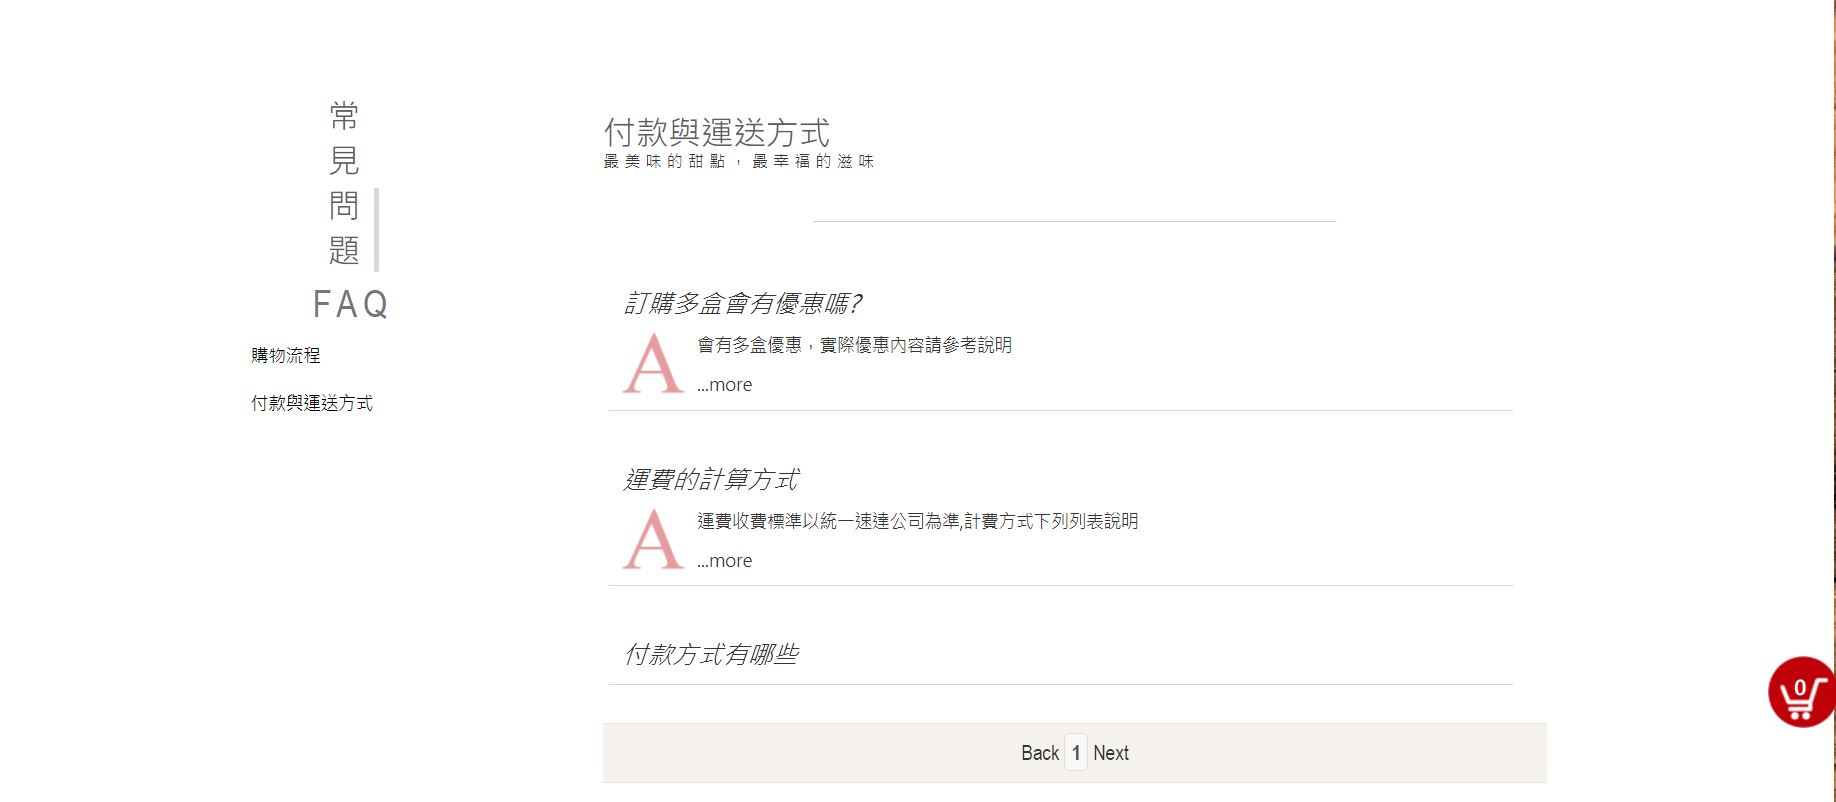 常
見
問
題
FAQ
購物流程
付款與運送方式
付款與運送方式
最美味的甜點，最幸福的滋味
訂購多盒會有優惠嗎?
A
會有多盒優惠，實際優惠內容請參考說明
...more
運費的計算方式
A
運費收費標準以統一速達公司為準,計費方式下列列表說明
...more
付款方式有哪些
Back 1 Next
0